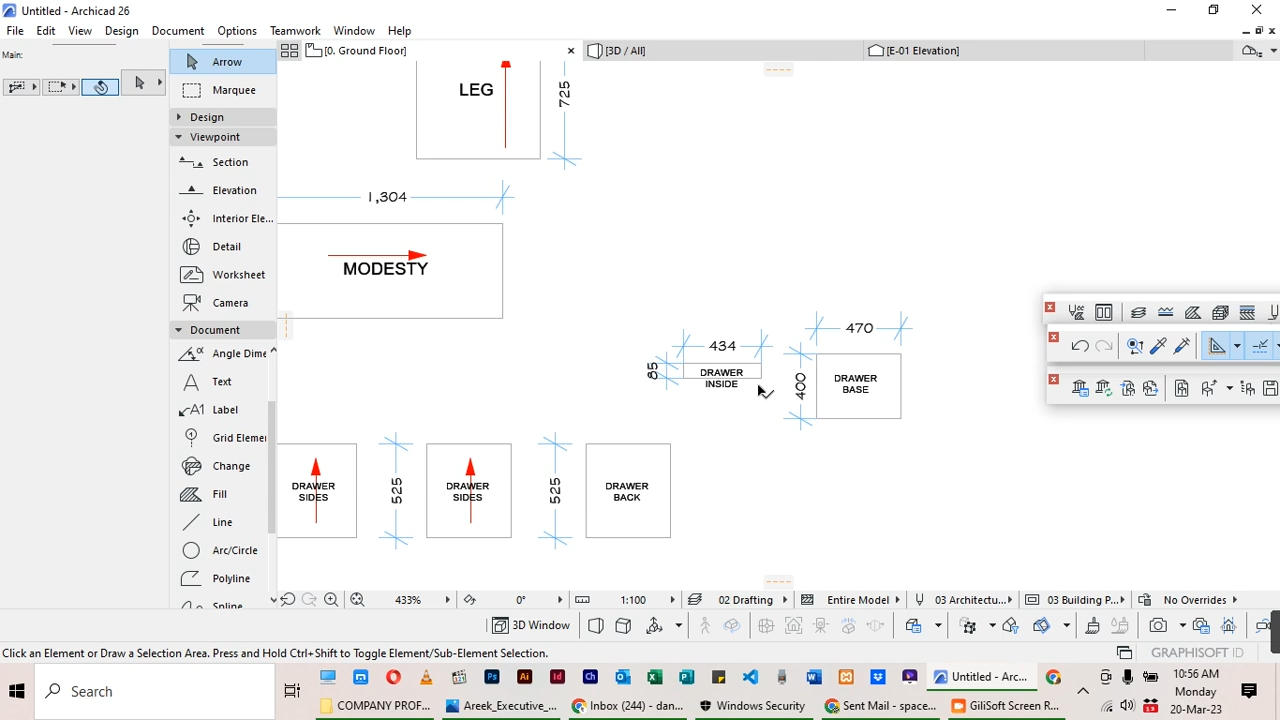 Untitled - Archicad 26
File Edit View Design Document Options Teamwork Window Help
Main:
Arrow
Marquee
Design
Viewpoint
Section
Elevation
Interior Ele...
Detail
Worksheet
Camera
Document
Angle Dime
Text
Label
Grid Elemer
Change
Fill
Line
Arc/Circle
Polyline
[0. Ground Floor]
[3D / All]
[E-01 Elevation]
LEG
725
1,304
MODESTY
434
85
DRAWER
INSIDE
470
400
DRAWER
BASE
DRAWER
SIDES
525
DRAWER
SIDES
525
DRAWER
BACK
433% 0° 1:100 02 Drafting Entire Model 03 Architectu... 03 Building P... No Overrides
3D Window
Click an Element or Draw a Selection Area. Press and Hold Ctrl+Shift to Toggle Element/Sub-Element Selection.
GRAPHISOFT ID
Search
Untitled - Arc...
COMPANY PROF...
Areek_Executive_...
Inbox (244) - dan...
Windows Security
Sent Mail - space...
GiliSoft Screen R...
10:56 AM
Monday
20-Mar-23